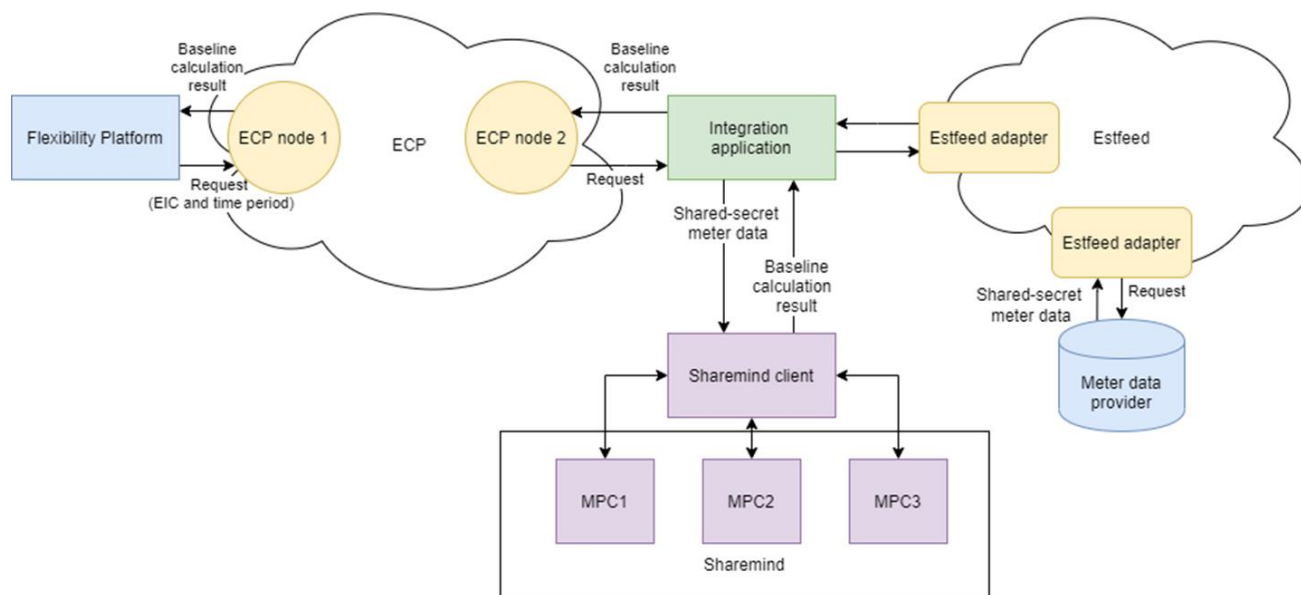 Baseline
calculation
result
Flexibility Platform
ECP node 1
Request
(EIC and time period)
ECP
ECP node 2
Baseline
calculation
result
Request
Integration
application
Estfeed adapter
Estfeed
Estfeed adapter
Shared-secret
meter data
Request
Meter data
provider
Shared-secret
meter data
Baseline
calculation
result
Sharemind client
MPC1
MPC2
MPC3
Sharemind